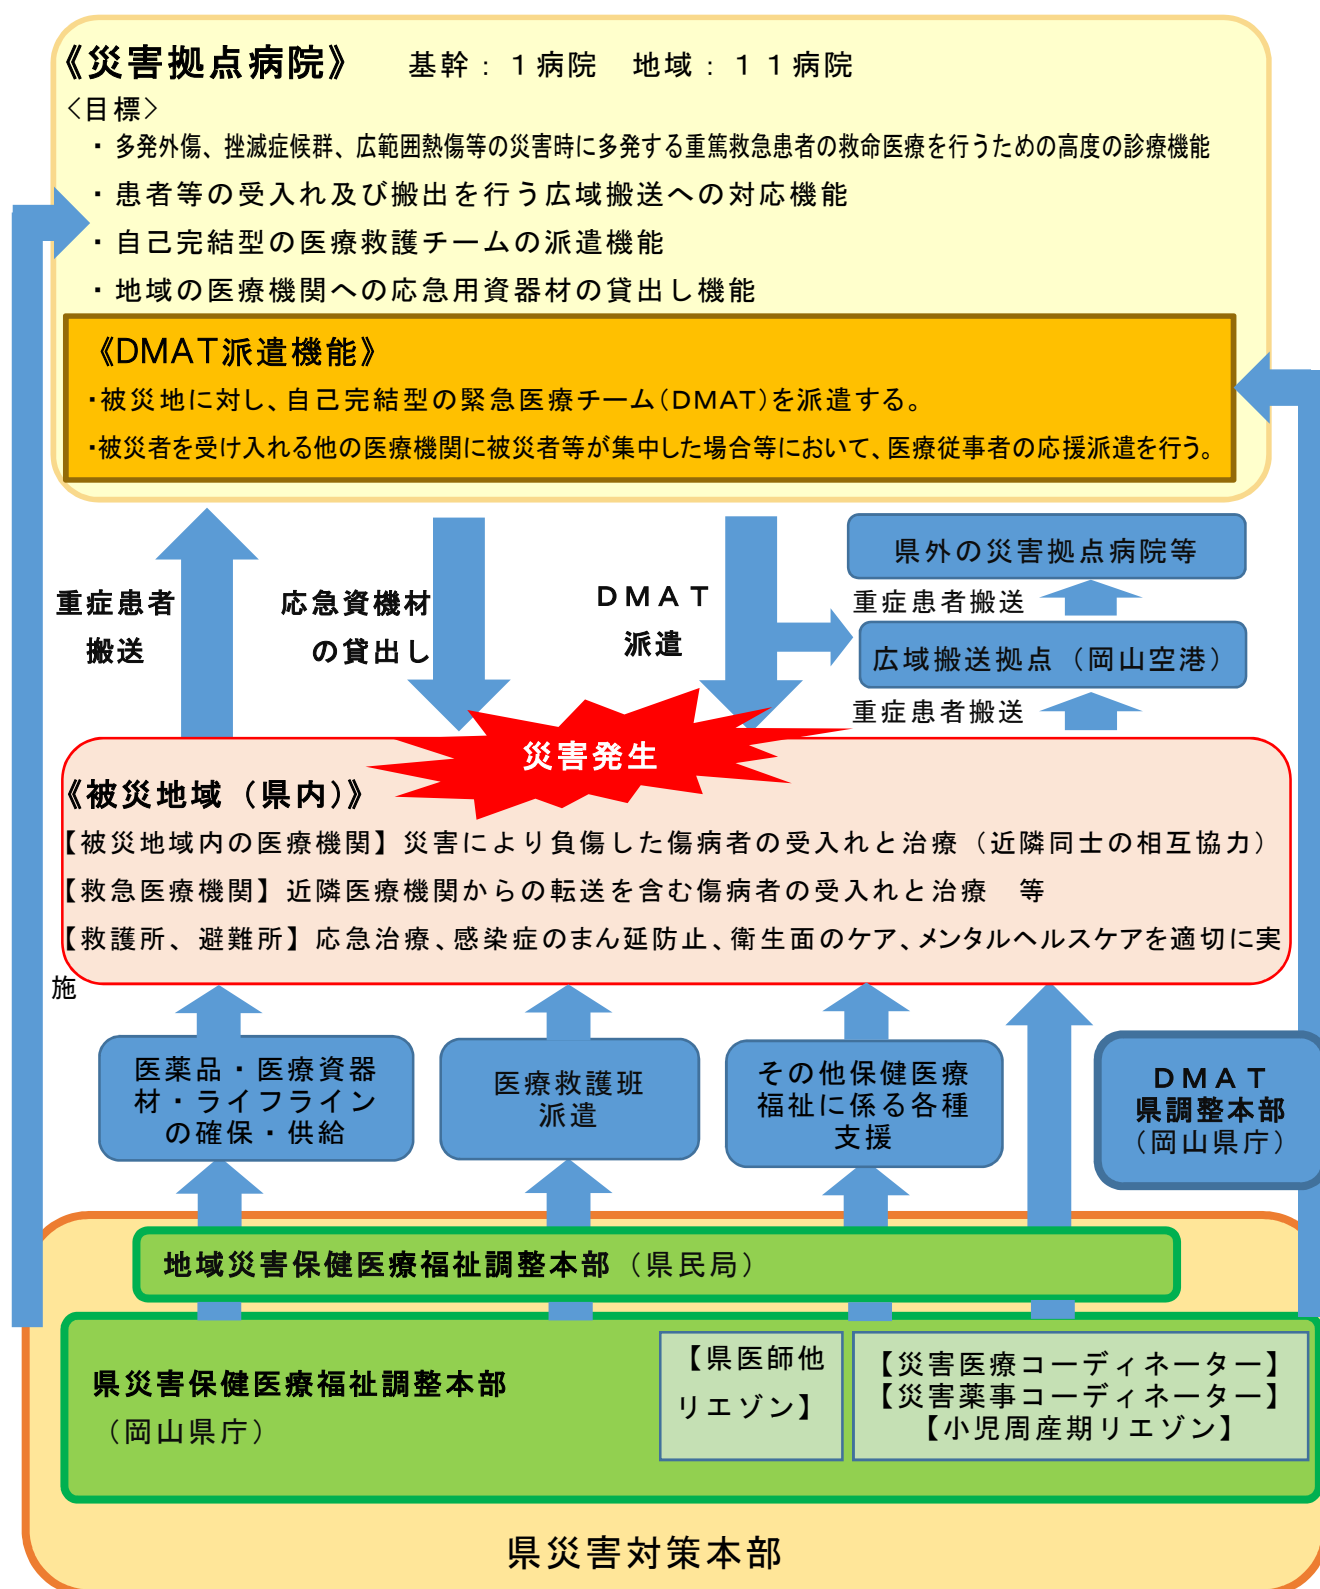 《災害拠点病院》　基幹：１病院　地域：１１病院
＜目標＞
・多発外傷、挫滅症候群、広範囲熱傷等の災害時に多発する重篤救急患者の救命医療を行うための高度の診療機能
・患者等の受入れ及び搬出を行う広域搬送への対応機能
・自己完結型の医療救護チームの派遣機能
・地域の医療機関への応急用資器材の貸出し機能
《DMAT派遣機能》
・被災地に対し、自己完結型の緊急医療チーム（DMAT）を派遣する。
・被災者を受け入れる他の医療機関に被災者等が集中した場合等において、医療従事者の応援派遣を行う。
重症患者
搬送
応急資機材
の貸出し
ＤＭＡＴ
派遣
県外の災害拠点病院等
重症患者搬送
広域搬送拠点（岡山空港）
重症患者搬送
災害発生
《被災地域（県内）》
【被災地域内の医療機関】災害により負傷した傷病者の受入れと治療（近隣同士の相互協力）
【救急医療機関】近隣医療機関からの転送を含む傷病者の受入れと治療　等
【救護所、避難所】応急治療、感染症のまん延防止、衛生面のケア、メンタルヘルスケアを適切に実
施
医薬品・医療資器
材・ライフライン
の確保・供給
医療救護班
派遣
その他保健医療
福祉に係る各種
支援
ＤＭＡＴ
県調整本部
（岡山県庁）
地域災害保健医療福祉調整本部（県民局）
県災害保健医療福祉調整本部
（岡山県庁）
【県医師他
リエゾン】
【災害医療コーディネーター】
【災害薬事コーディネーター】
【小児周産期リエゾン】
県災害対策本部